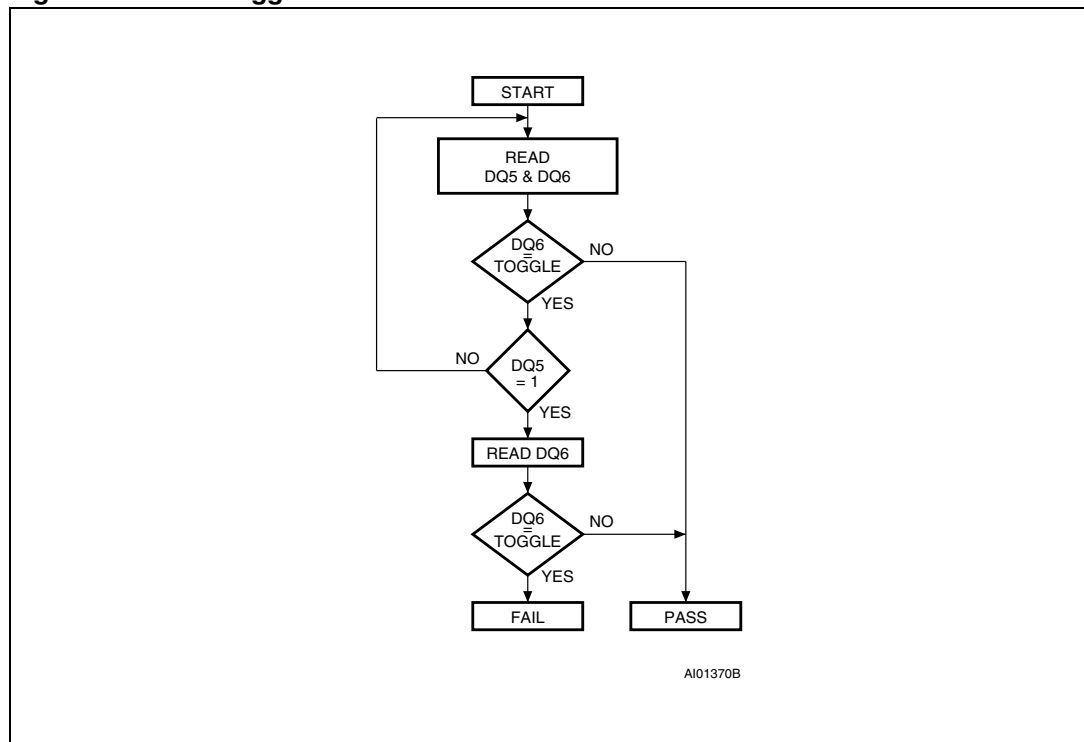 START
READ
DQ5 & DQ6
DQ6
=
TOGGLE
NO
YES
NO
DQ5
= 1
YES
READ DQ6
DQ6
=
TOGGLE
NO
YES
FAIL
PASS
AI01370B